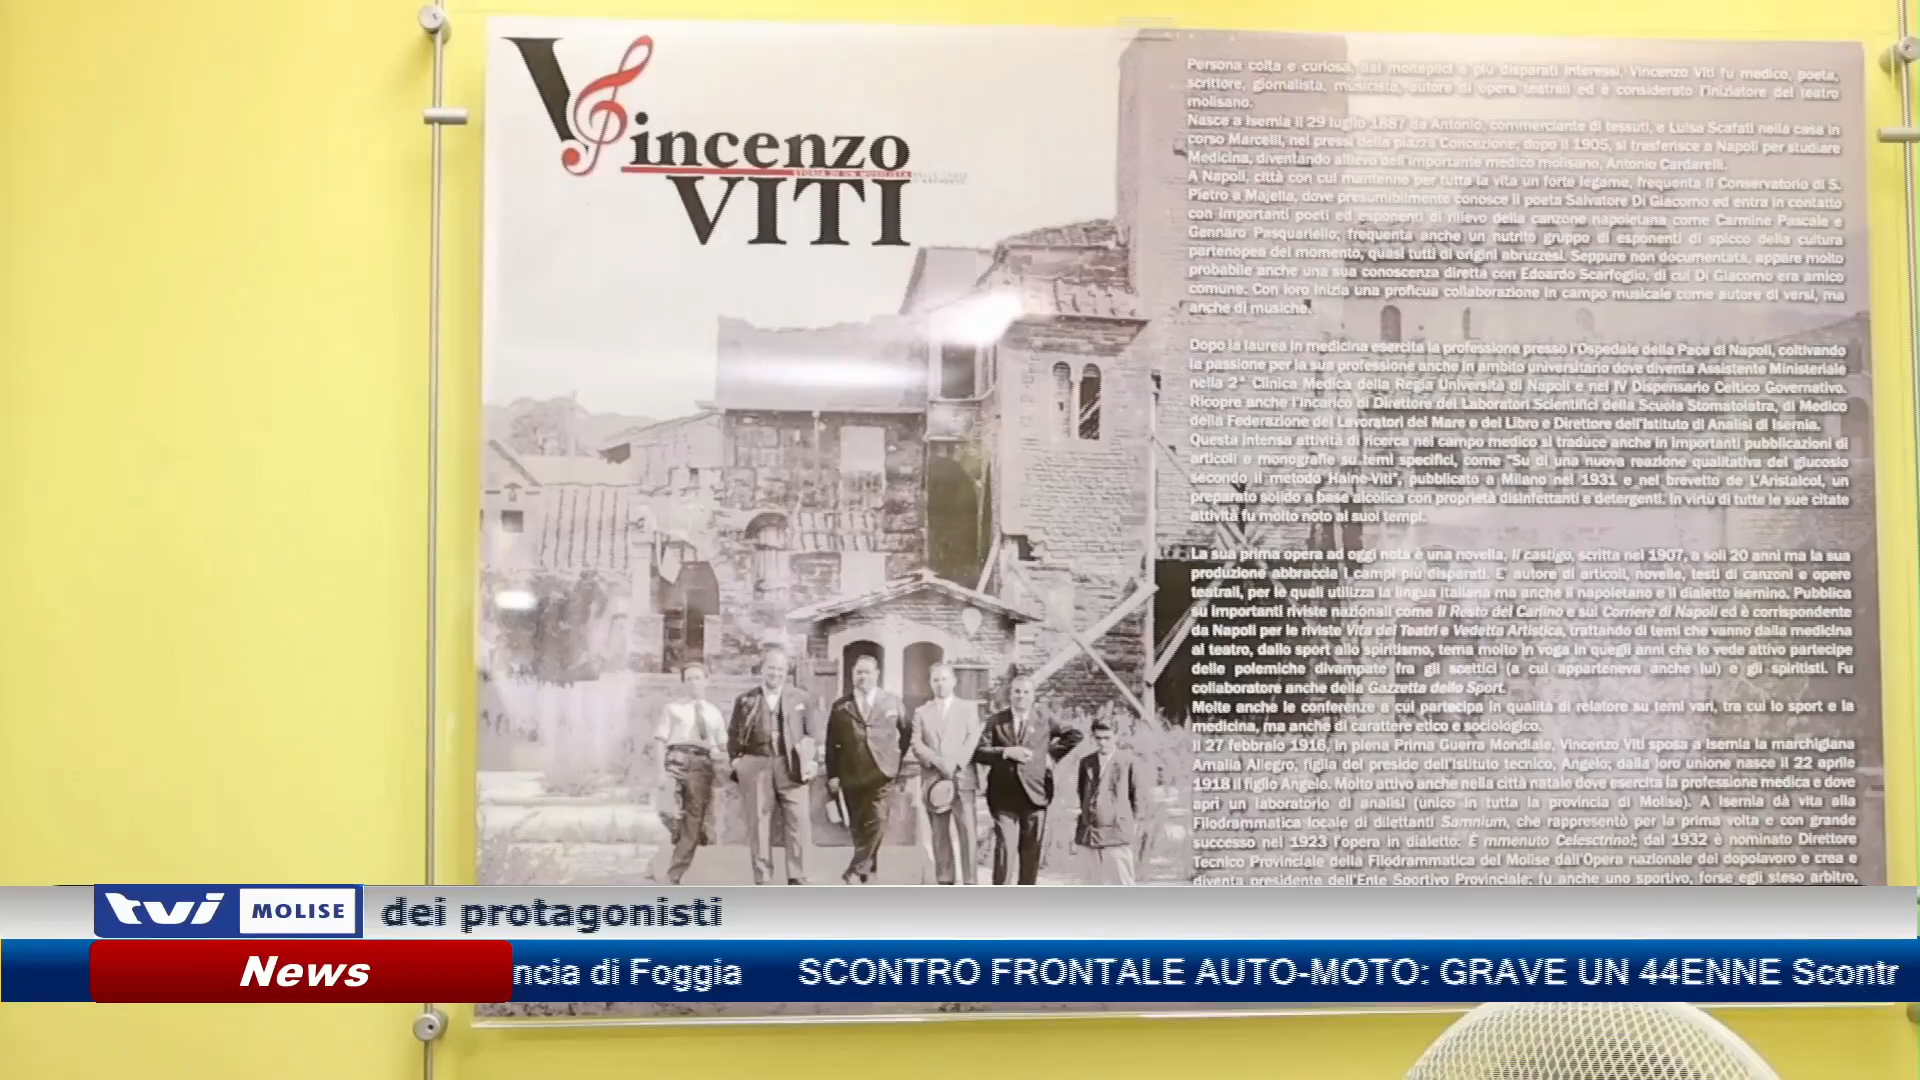 Vincenzo
STORIA DI UN MUSICISTA
VITI
Persona colta e curiosa, dai molteplici e più disparati interessi, Vincenzo Viti fu medico, poeta,
scrittore, giornalista, musicista, autore di opere teatrali ed è considerato l'iniziatore del teatro
molisano.
Nasce a Isernia il 29 luglio 1887 da Antonio, commerciante di tessuti, e Luisa Scafati nella casa in
corso Marcelli, nei pressi della piazza Concezione; dopo il 1905, si trasferisce a Napoli per studiare
Medicina, diventando allievo dell'importante medico molisano, Antonio Cardarelli.
A Napoli, città con cui mantenne per tutta la vita un forte legame, frequenta il Conservatorio di S.
Pietro a Majella, dove presumibilmente conosce il poeta Salvatore Di Giacomo ed entra in contatto
con importanti poeti ed esponenti di rilievo della canzone napoletana come Carmine Pascale e
Gennaro Pasquariello; frequenta anche un nutrito gruppo di esponenti di spicco della cultura
partenopea del momento, quasi tutti di origini abruzzesi. Seppure non documentata, appare molto
probabile anche una sua conoscenza diretta con Edoardo Scarfoglio, di cui Di Giacomo era amico
comune. Con loro inizia una proficua collaborazione in campo musicale come autore di versi, ma
anche di musiche.
Dopo la laurea in medicina esercita la professione presso l'Ospedale della Pace di Napoli, coltivando
la passione per la sua professione anche in ambito universitario dove diventa Assistente Ministeriale
nella 2° Clinica Medica della Regia Università di Napoli e nel IV Dispensario Celtico Governativo.
Ricopre anche l'incarico di Direttore dei Laboratori Scientifici della Scuola Stomatoiatra, di Medico
della Federazione dei Lavoratori del Mare e del Libro e Direttore dell'Istituto di Analisi di Isernia.
Questa intensa attività di ricerca nel campo medico si traduce anche in importanti pubblicazioni di
articoli e monografie su temi specifici, come "Su di una nuova reazione qualitativa del glucosio
secondo il metodo Haine-Viti", pubblicato a Milano nel 1931 e nel brevetto de L'Aristalcol, un
preparato solido a base alcolica con proprietà disinfettanti e detergenti. In virtù di tutte le sue citate
attività fu molto noto ai suoi tempi.
La sua prima opera ad oggi nota è una novella, Il castigo, scritta nel 1907, a soli 20 anni ma la sua
produzione abbraccia i campi più disparati. E' autore di articoli, novelle, testi di canzoni e opere
teatrali, per le quali utilizza la lingua italiana ma anche il napoletano e il dialetto isernino. Pubblica
su importanti riviste nazionali come Il Resto del Carlino e sul Corriere di Napoli ed è corrispondente
da Napoli per le riviste Vita dei Teatri e Vedetta Artistica, trattando di temi che vanno dalla medicina
al teatro, dallo sport allo spiritismo, tema molto in voga in quegli anni che lo vede attivo partecipe
delle polemiche divampate fra gli scettici (a cui apparteneva anche lui) e gli spiritisti. Fu
collaboratore anche della Gazzetta dello Sport.
Molte anche le conferenze a cui partecipa in qualità di relatore su temi vari, tra cui lo sport e la
medicina, ma anche di carattere etico e sociologico.
Il 27 febbraio 1916, in piena Prima Guerra Mondiale, Vincenzo Viti sposa a Isernia la marchigiana
Amalia Allegro, figlia del preside dell'Istituto tecnico, Angelo; dalla loro unione nasce il 22 aprile
1918 il figlio Angelo. Molto attivo anche nella città natale dove esercita la professione medica e dove
aprì un laboratorio di analisi (unico in tutta la provincia di Molise). A Isernia dà vita alla
Filodrammatica locale di dilettanti Samnium, che rappresentò per la prima volta e con grande
successo nel 1923 l'opera in dialetto: È mmenuto Celesctrino!; dal 1932 è nominato Direttore
Tecnico Provinciale della Filodrammatica del Molise dall'Opera nazionale del dopolavoro e crea e
diventa presidente dell'Ente Sportivo Provinciale; fu anche uno sportivo, forse egli steso arbitro,
tvi MOLISE dei protagonisti
News ncia di Foggia SCONTRO FRONTALE AUTO-MOTO: GRAVE UN 44ENNE Scontr